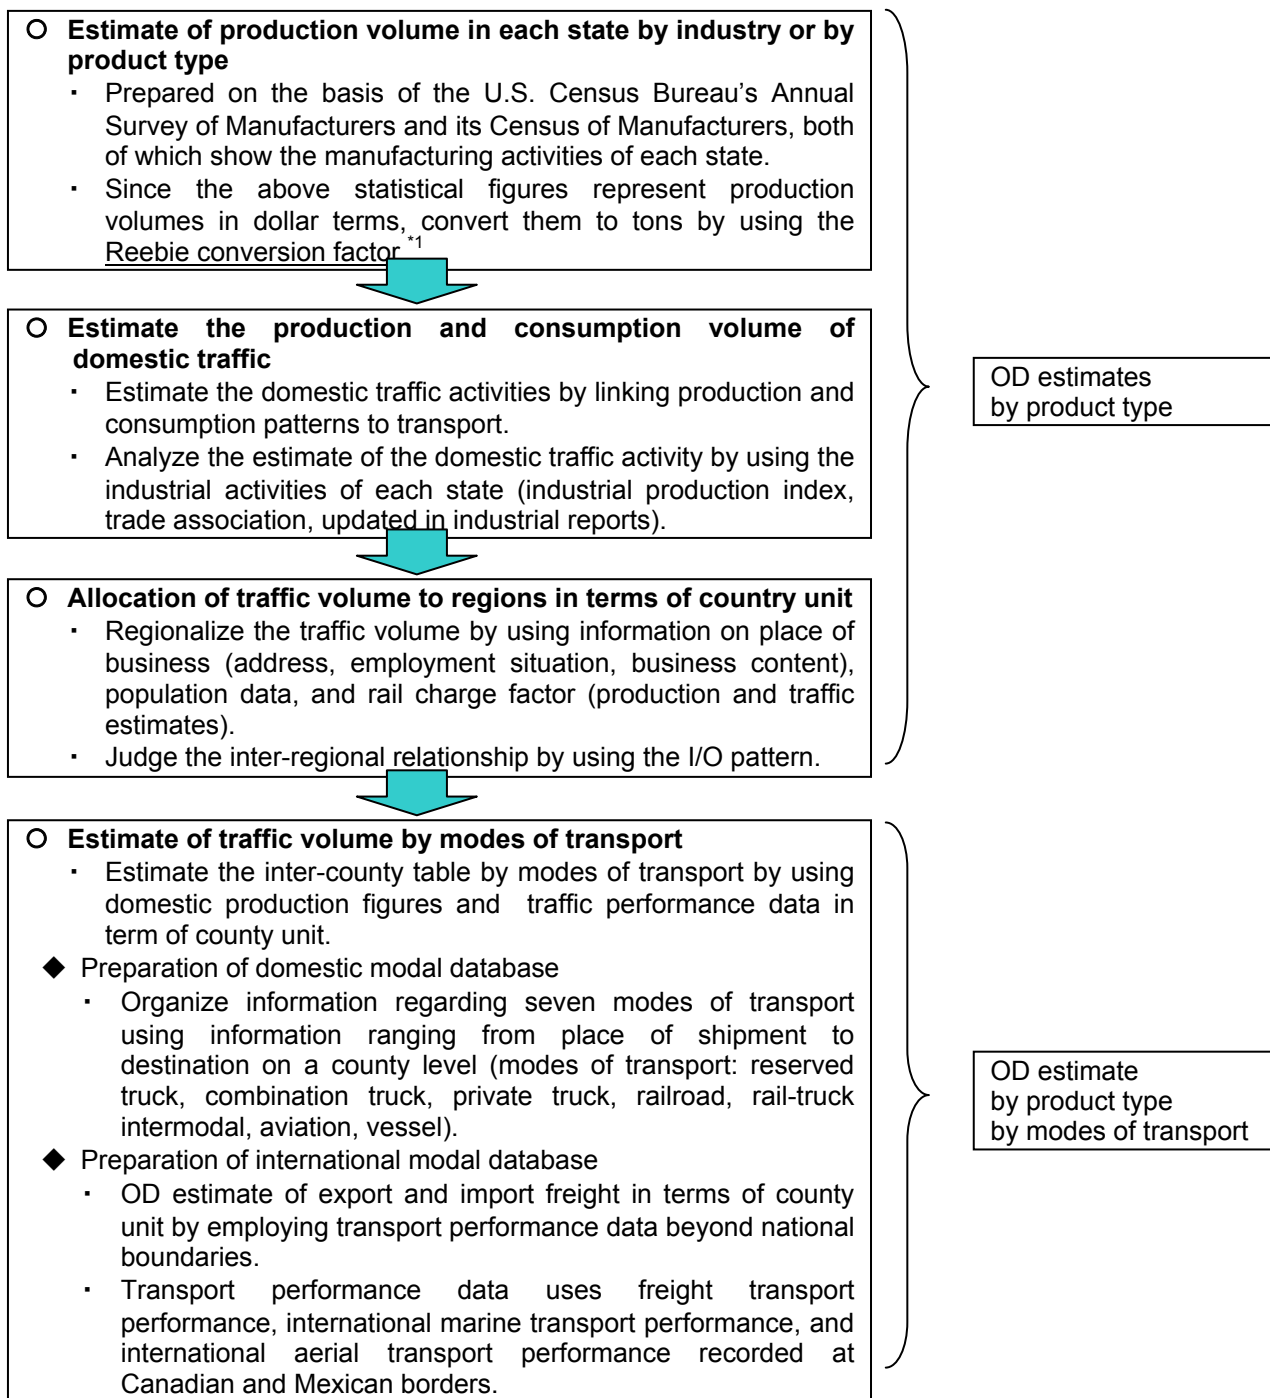 Estimate of production volume in each state by industry or by
product type
· Prepared on the basis of the U.S. Census Bureau's Annual
Survey of Manufacturers and its Census of Manufacturers, both
of which show the manufacturing activities of each state.
· Since the above statistical figures represent production
volumes in dollar terms, convert them to tons by using the
Reebie conversion factor *1
Estimate the production and consumption volume of
domestic traffic
· Estimate the domestic traffic activities by linking production and
consumption patterns to transport.
· Analyze the estimate of the domestic traffic activity by using the
industrial activities of each state (industrial production index,
trade association, updated in industrial reports).
Allocation of traffic volume to regions in terms of country unit
· Regionalize the traffic volume by using information on place of
business (address, employment situation, business content),
population data, and rail charge factor (production and traffic
estimates).
· Judge the inter-regional relationship by using the I/O pattern.
OD estimates
by product type
Estimate of traffic volume by modes of transport
· Estimate the inter-county table by modes of transport by using
domestic production figures and traffic performance data in
term of county unit.
◆ Preparation of domestic modal database
· Organize information regarding seven modes of transport
using information ranging from place of shipment to
destination on a county level (modes of transport: reserved
truck, combination truck, private truck, railroad, rail-truck
intermodal, aviation, vessel).
◆ Preparation of international modal database
· OD estimate of export and import freight in terms of county
unit by employing transport performance data beyond national
boundaries.
· Transport performance data uses freight transport
performance, international marine transport performance, and
international aerial transport performance recorded at
Canadian and Mexican borders.
OD estimate
by product type
by modes of transport